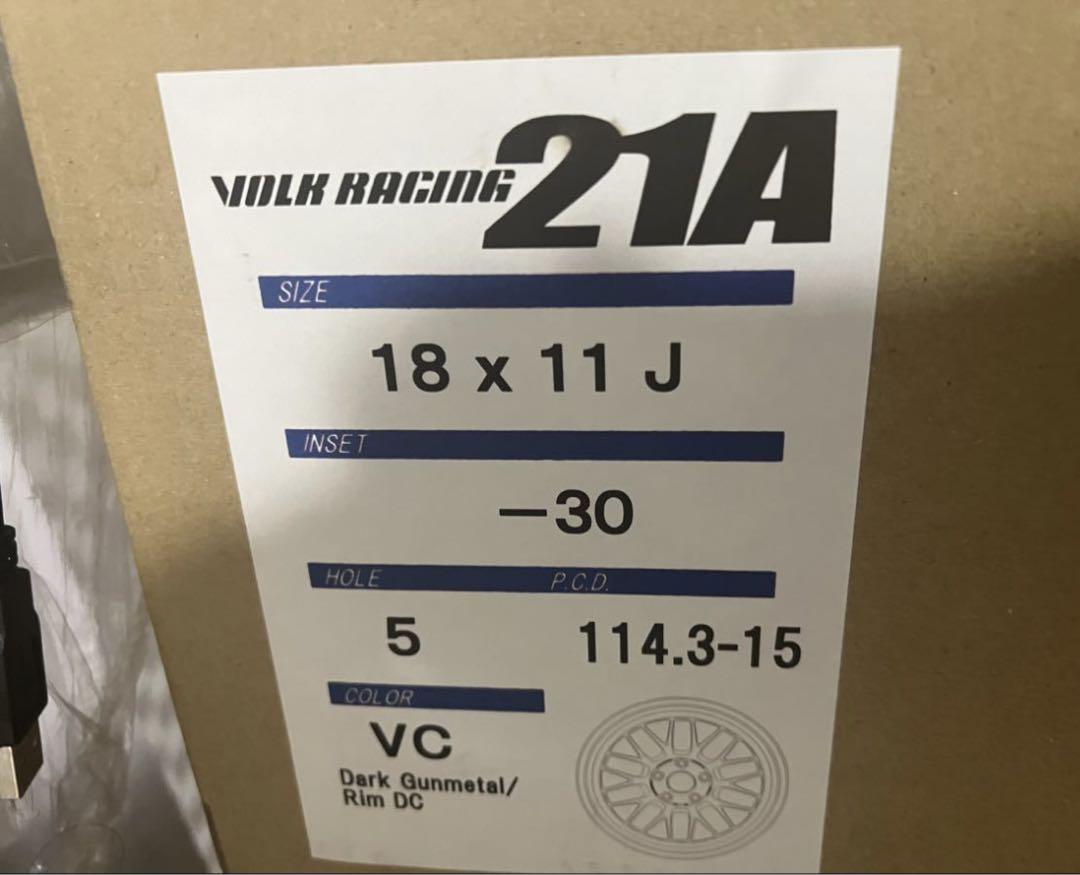 VOLK RACING 21A
SIZE
18 x 11 J
INSET
-30
HOLE P.C.D.
5 114.3-15
COLOR
VC
Dark Gunmetal/
Rim DC